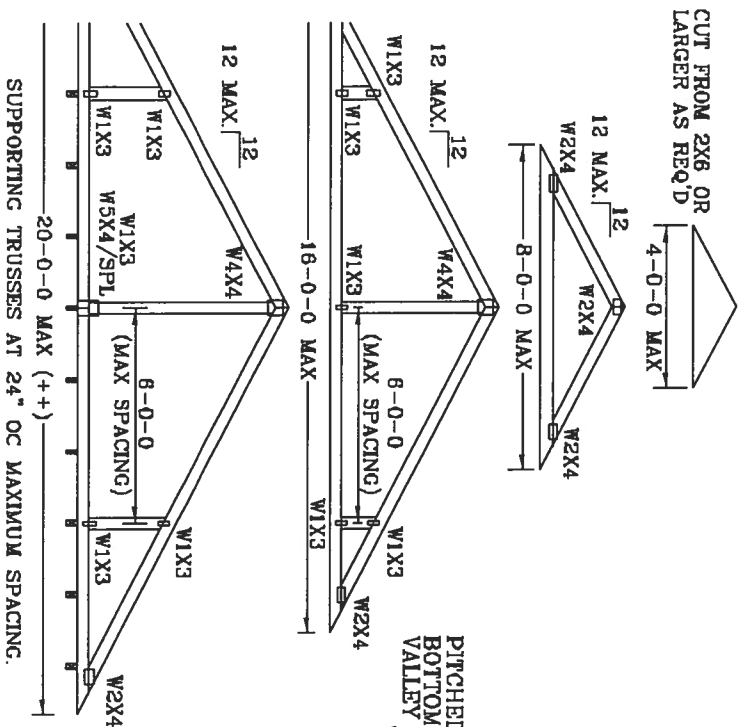 CUT FROM 2X6 OR
LARGER AS REQ'D
4-0-0 MAX
12
12 MAX.
W2X4
W2X4
W2X4
8-0-0 MAX
12
12 MAX.
W1X3
W1X3
W4X4
W1X3
6-0-0
(MAX SPACING)
W1X3
W1X3
W2X4
16-0-0 MAX
PITCHED
BOTTOM
VALLEY
12
12 MAX.
W1X3
W1X3
W4X4
W1X3
W5X4/SPL
6-0-0
(MAX SPACING)
W1X3
W1X3
W2X4
20-0-0 MAX (++)
SUPPORTING TRUSSES AT 24" OC MAXIMUM SPACING.